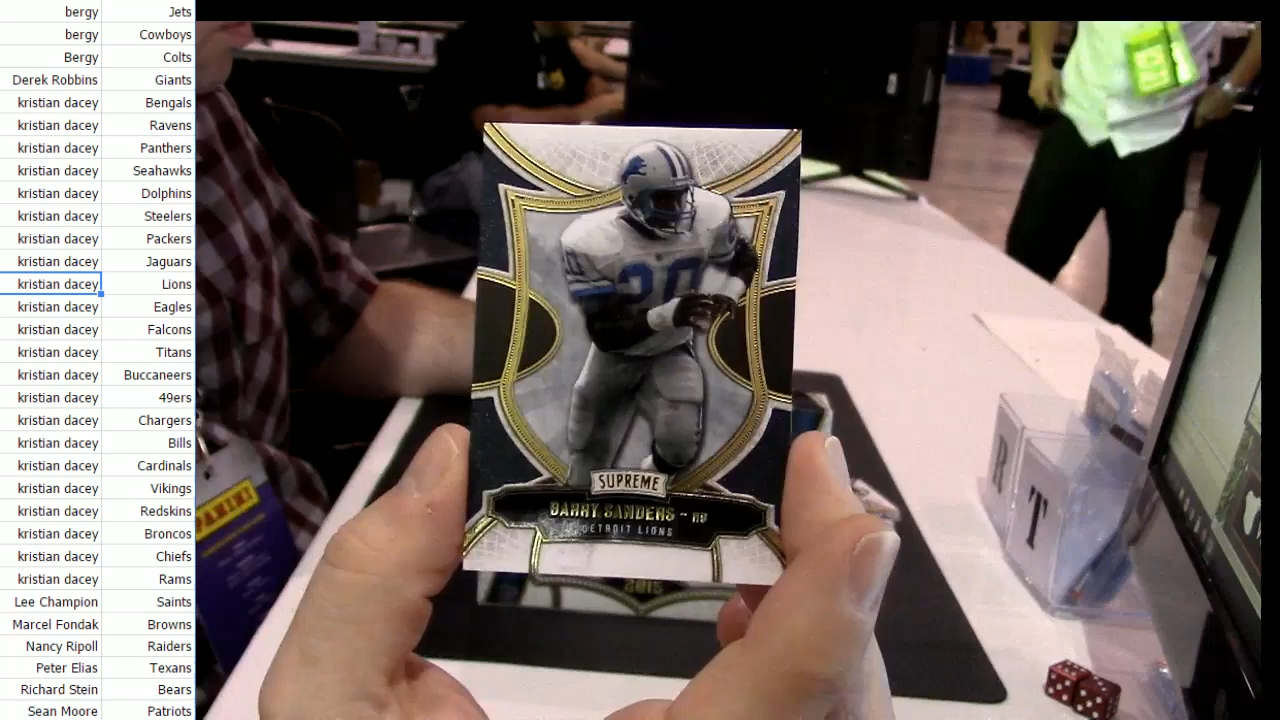 bergy Jets
bergy Cowboys
Bergy Colts
Derek Robbins Giants
kristian dacey Bengals
kristian dacey Ravens
kristian dacey Panthers
kristian dacey Seahawks
kristian dacey Dolphins
kristian dacey Steelers
kristian dacey Packers
kristian dacey Jaguars
kristian dacey Lions
kristian dacey Eagles
kristian dacey Falcons
kristian dacey Titans
kristian dacey Buccaneers
kristian dacey 49ers
kristian dacey Chargers
kristian dacey Bills
kristian dacey Cardinals
kristian dacey Vikings
kristian dacey Redskins
kristian dacey Broncos
kristian dacey Chiefs
kristian dacey Rams
Lee Champion Saints
Marcel Fondak Browns
Nancy Ripoll Raiders
Peter Elias Texans
Richard Stein Bears
Sean Moore Patriots
20
SUPREME
BARRY SANDERS - RB
DETROIT LIONS
2015
PANINI
R T